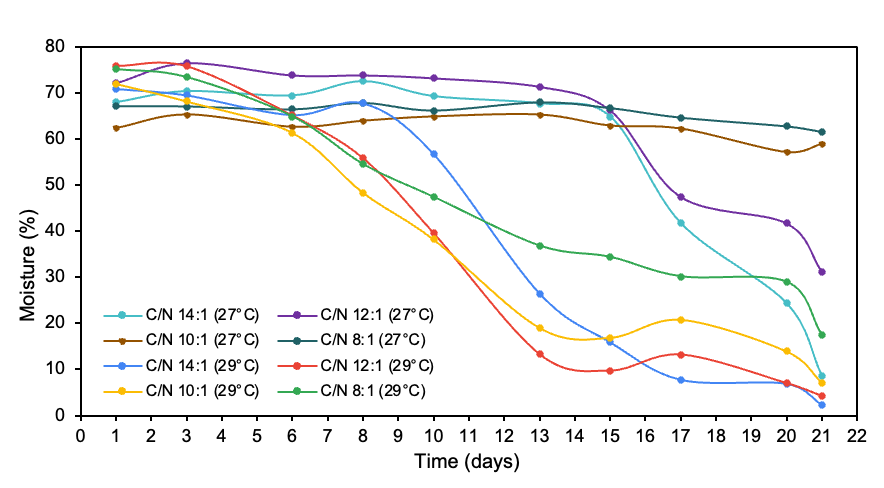 80
70
60
50
40
30
20
10
0
Moisture (%)
C/N 14:1 (27°C) C/N 12:1 (27°C)
C/N 10:1 (27°C) C/N 8:1 (27°C)
C/N 14:1 (29°C) C/N 12:1 (29°C)
C/N 10:1 (29°C) C/N 8:1 (29°C)
0 1 2 3 4 5 6 7 8 9 10 11 12 13 14 15 16 17 18 19 20 21 22
Time (days)